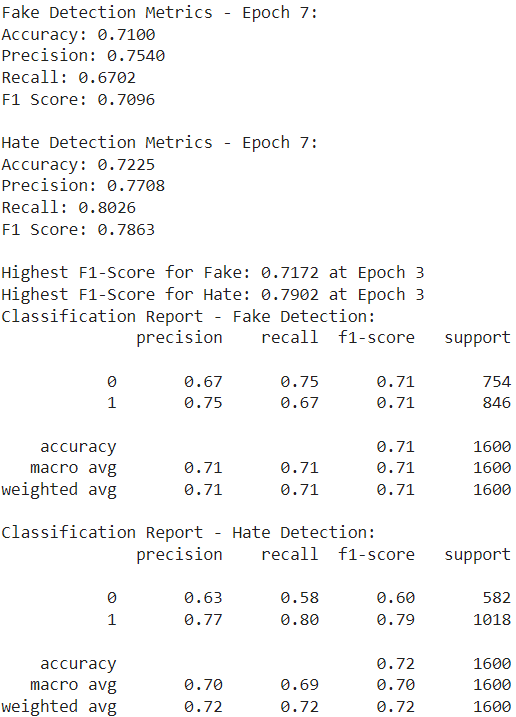 Fake Detection Metrics - Epoch 7:
Accuracy: 0.7100
Precision: 0.7540
Recall: 0.6702
F1 Score: 0.7096

Hate Detection Metrics - Epoch 7:
Accuracy: 0.7225
Precision: 0.7708
Recall: 0.8026
F1 Score: 0.7863

Highest F1-Score for Fake: 0.7172 at Epoch 3
Highest F1-Score for Hate: 0.7902 at Epoch 3
Classification Report - Fake Detection:
              precision    recall  f1-score   support

           0       0.67      0.75      0.71       754
           1       0.75      0.67      0.71       846

    accuracy                           0.71      1600
   macro avg       0.71      0.71      0.71      1600
weighted avg       0.71      0.71      0.71      1600

Classification Report - Hate Detection:
              precision    recall  f1-score   support

           0       0.63      0.58      0.60       582
           1       0.77      0.80      0.79      1018

    accuracy                           0.72      1600
   macro avg       0.70      0.69      0.70      1600
weighted avg       0.72      0.72      0.72      1600